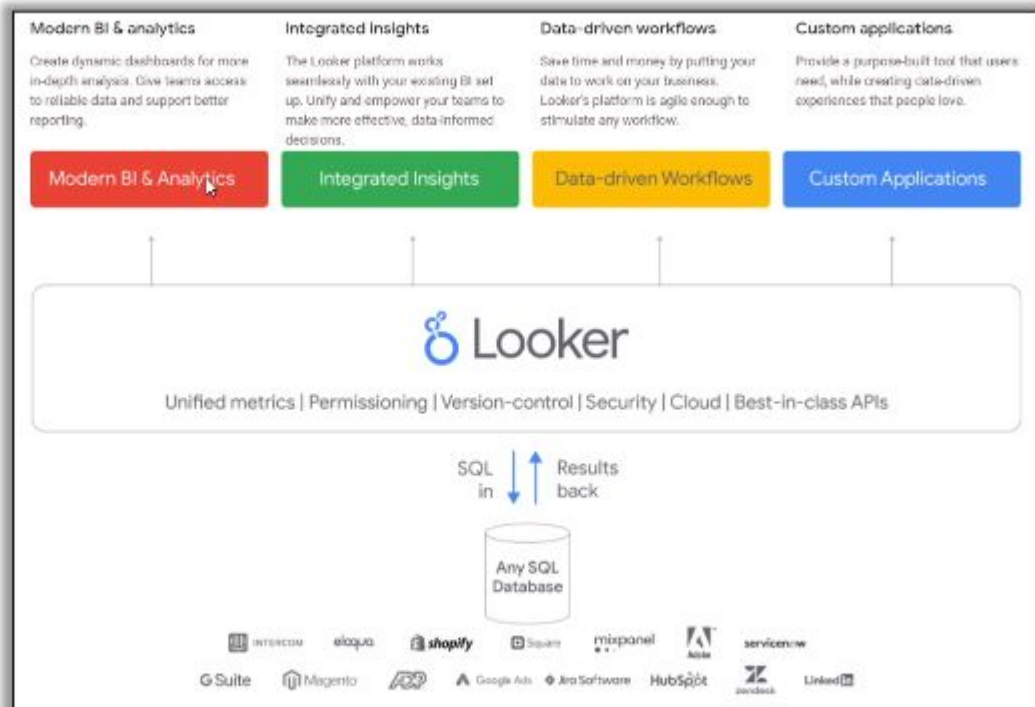 Modern BI & analytics
Create dynamic dashboards for more
in-depth analysis. Give teams access
to reliable data and support better
reporting.
Integrated insights
The Looker platform works
seamlessly with your existing BI set
up. Unify and empower your teams to
make more effective, data-informed
decisions.
Data-driven workflows
Save time and money by putting your
data to work on your business.
Looker's platform is agile enough to
stimulate any workflow.
Custom applications
Provide a purpose-built tool that users
need, while creating data-driven
experiences that people love.
Modern BI & Analytics
Integrated Insights
Data-driven Workflows
Custom Applications
Looker
Unified metrics | Permissioning | Version-control | Security | Cloud | Best-in-class APIs
SQL
in
Results
back
Any SQL
Database
INTERCOM eloqua shopify Square mixpanel Adobe servicenow
G Suite Magento ADP Google Ads Jira Software HubSpot zendesk LinkedIn